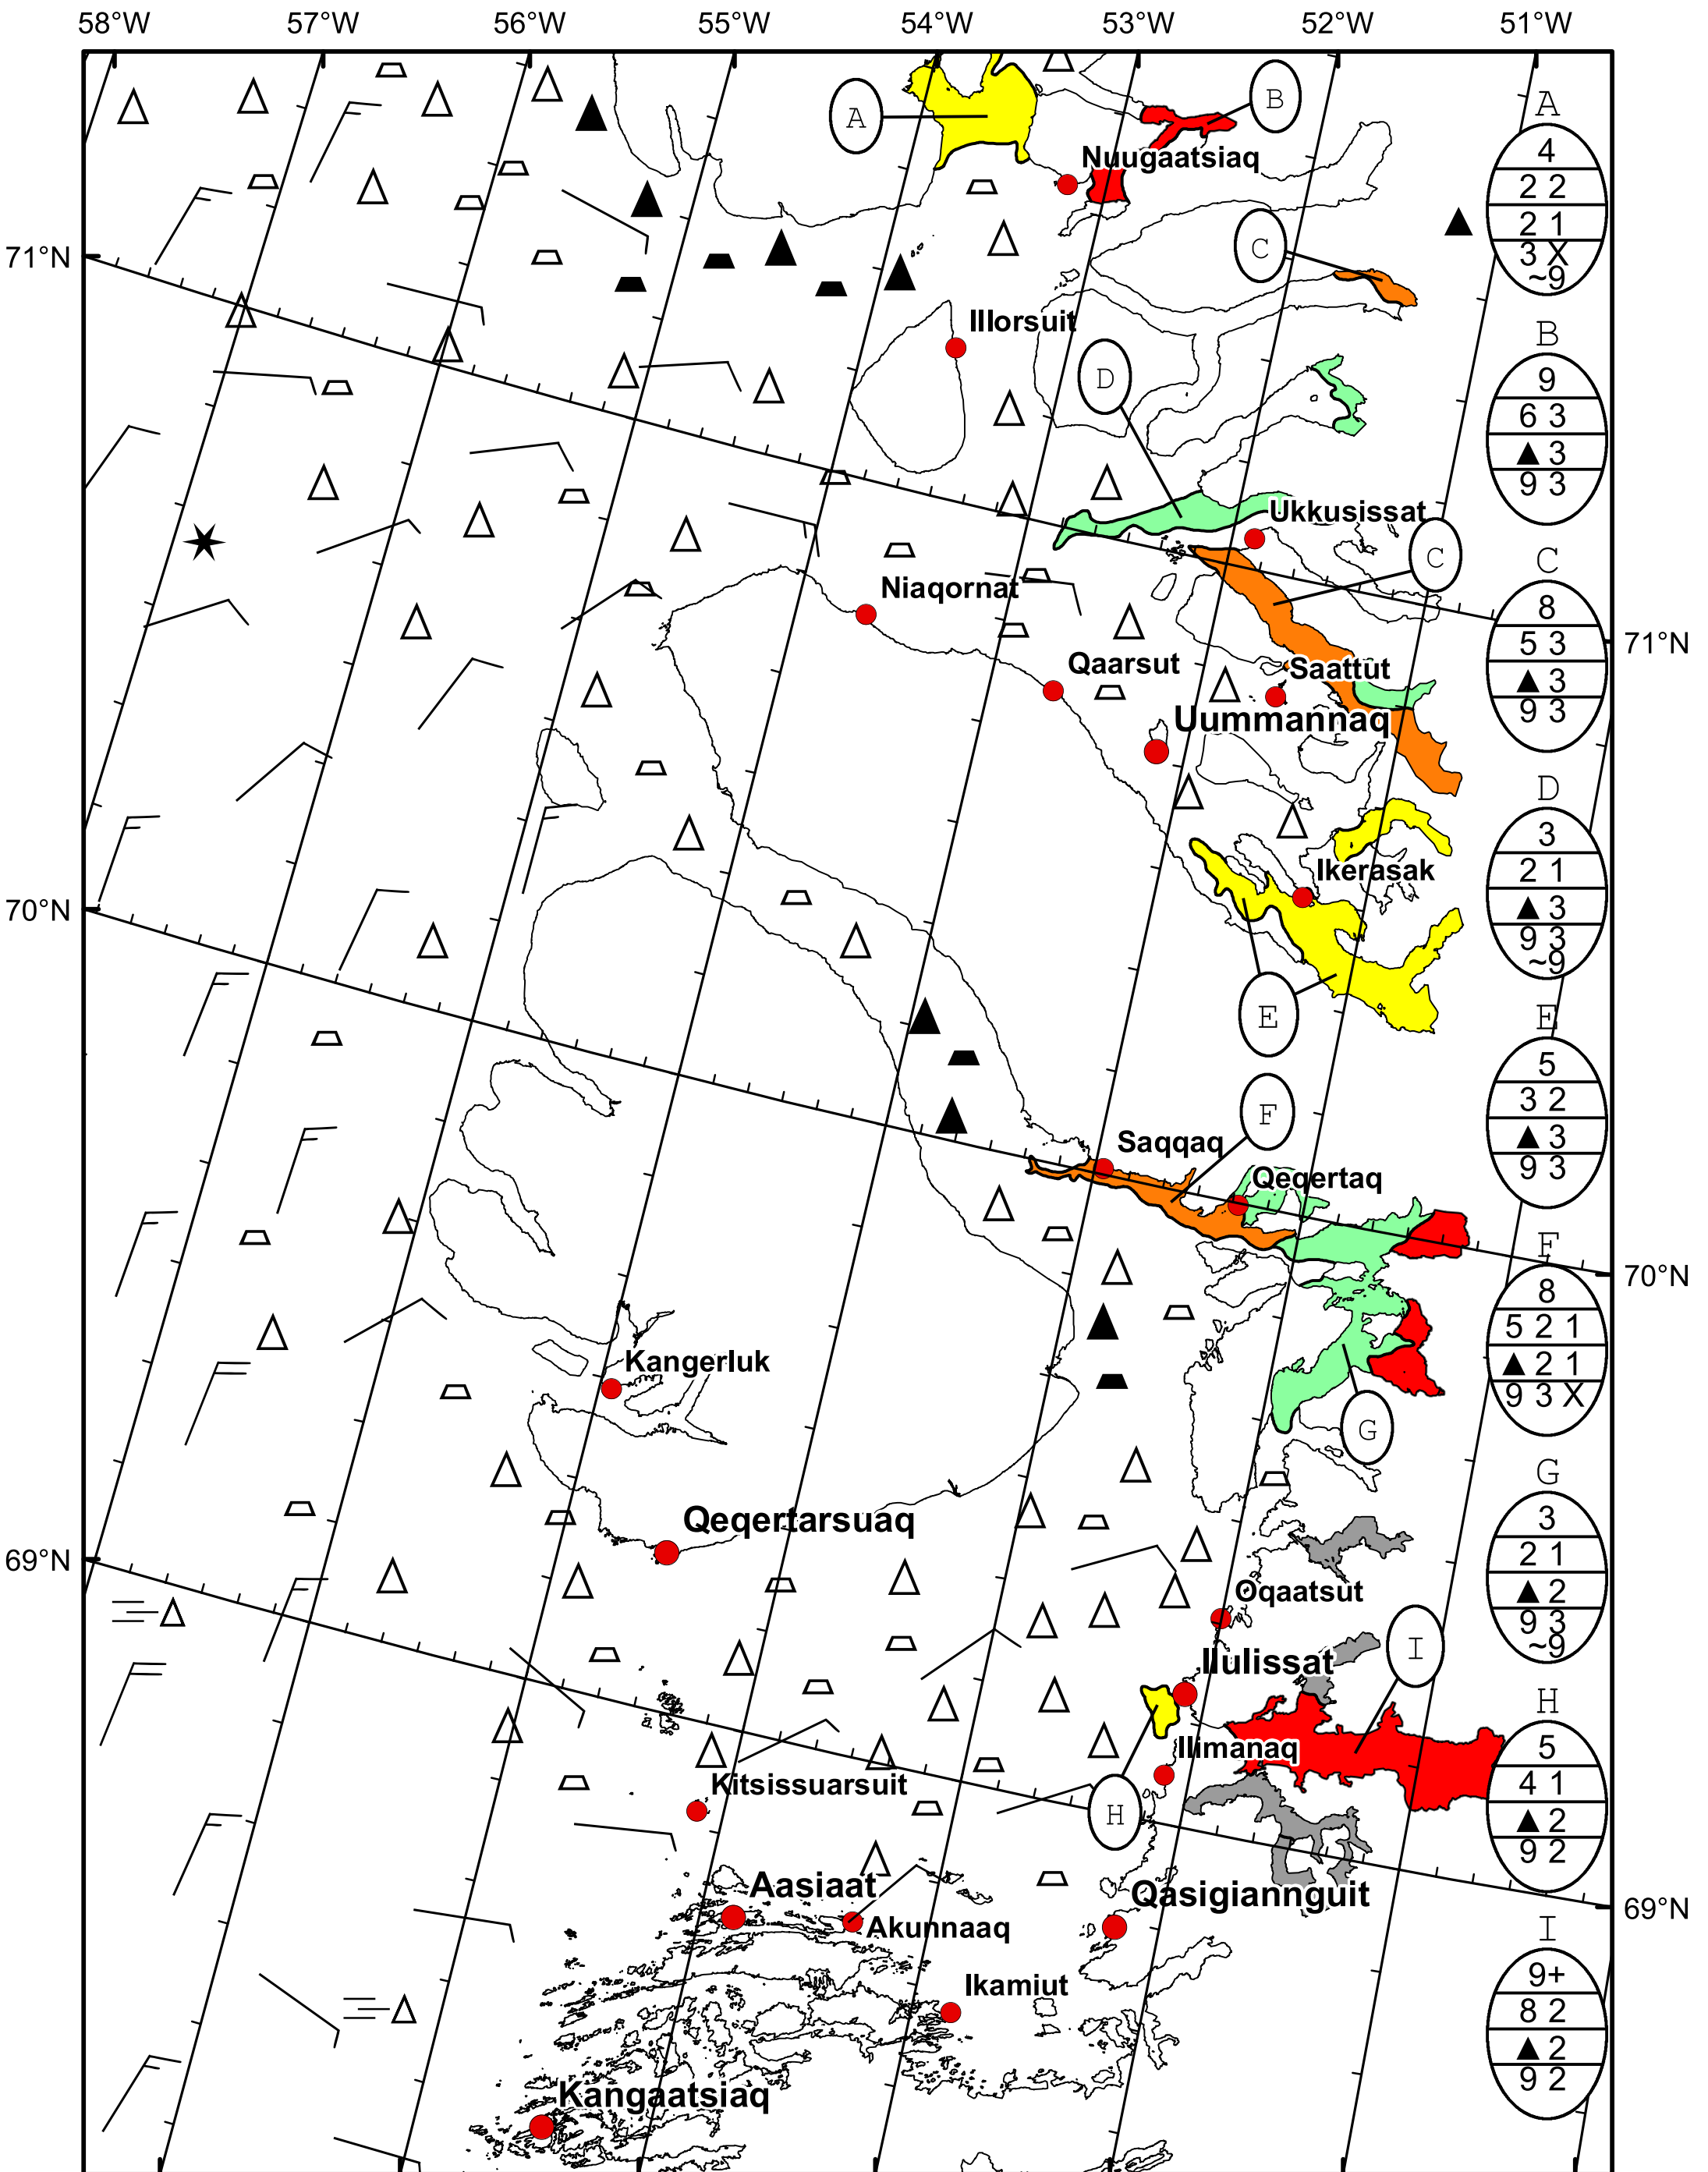 58°W 57°W 56°W 55°W 54°W 53°W 52°W 51°W
A
B
A
4
2 2
2 1
3 X
~9
Nuugaatsiaq
C
71°N
Illorsuit
B
9
6 3
▲ 3
9 3
D
Ukkusissat
C
Niaqornat
C
8
5 3
▲ 3
9 3
71°N
Qaarsut
Saattut
Uummannaq
D
3
2 1
▲ 3
9 3
~9
Ikerasak
70°N
E
E
5
3 2
▲ 3
9 3
F
Saqqaq
Qeqertaq
F
8
5 2 1
▲ 2 1
9 3 X
70°N
Kangerluk
G
G
3
2 1
▲ 2
9 3
~9
Qeqertarsuaq
69°N
Oqaatsut
I
Ilulissat
H
5
4 1
▲ 2
9 2
Ilimanaq
Kitsissuarsuit
H
Aasiaat
Qasigiannguit
Akunnaaq
69°N
I
9+
8 2
▲ 2
9 2
Ikamiut
Kangaatsiaq